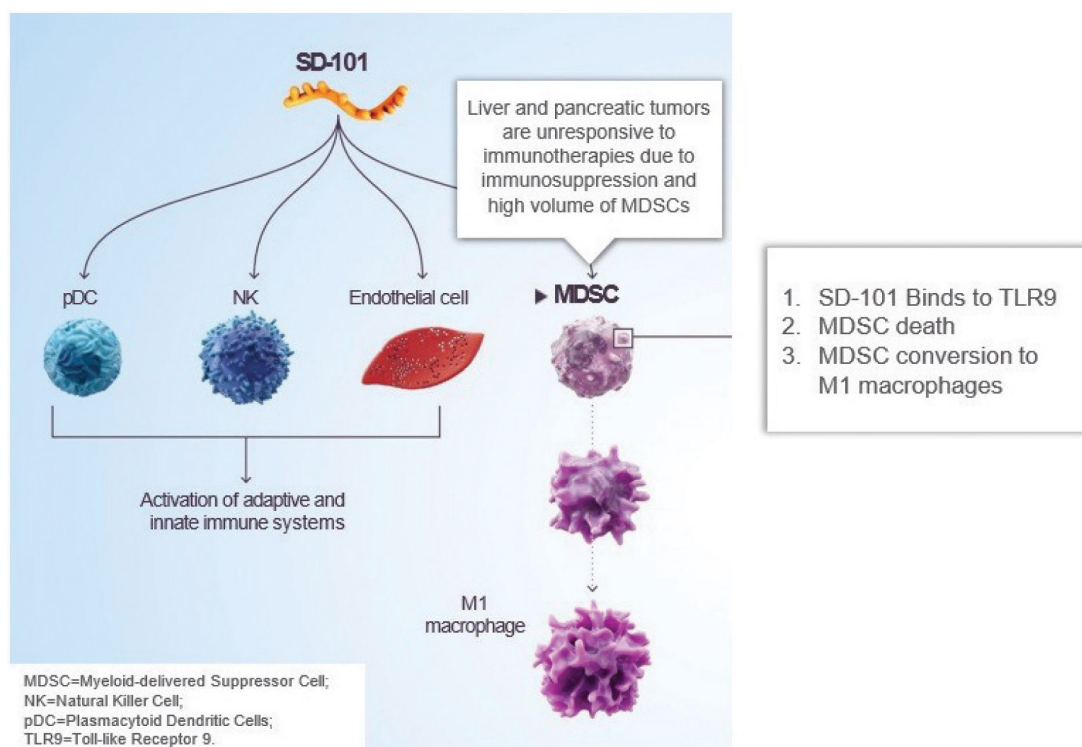 SD-101
Liver and pancreatic tumors
are unresponsive to
immunotherapies due to
immunosuppression and
high volume of MDSCs
pDC
NK
Endothelial cell
▶ MDSC
1. SD-101 Binds to TLR9
2. MDSC death
3. MDSC conversion to
M1 macrophages
Activation of adaptive and
innate immune systems
M1
macrophage
MDSC=Myeloid-delivered Suppressor Cell;
NK=Natural Killer Cell;
pDC=Plasmacytoid Dendritic Cells;
TLR9=Toll-like Receptor 9.